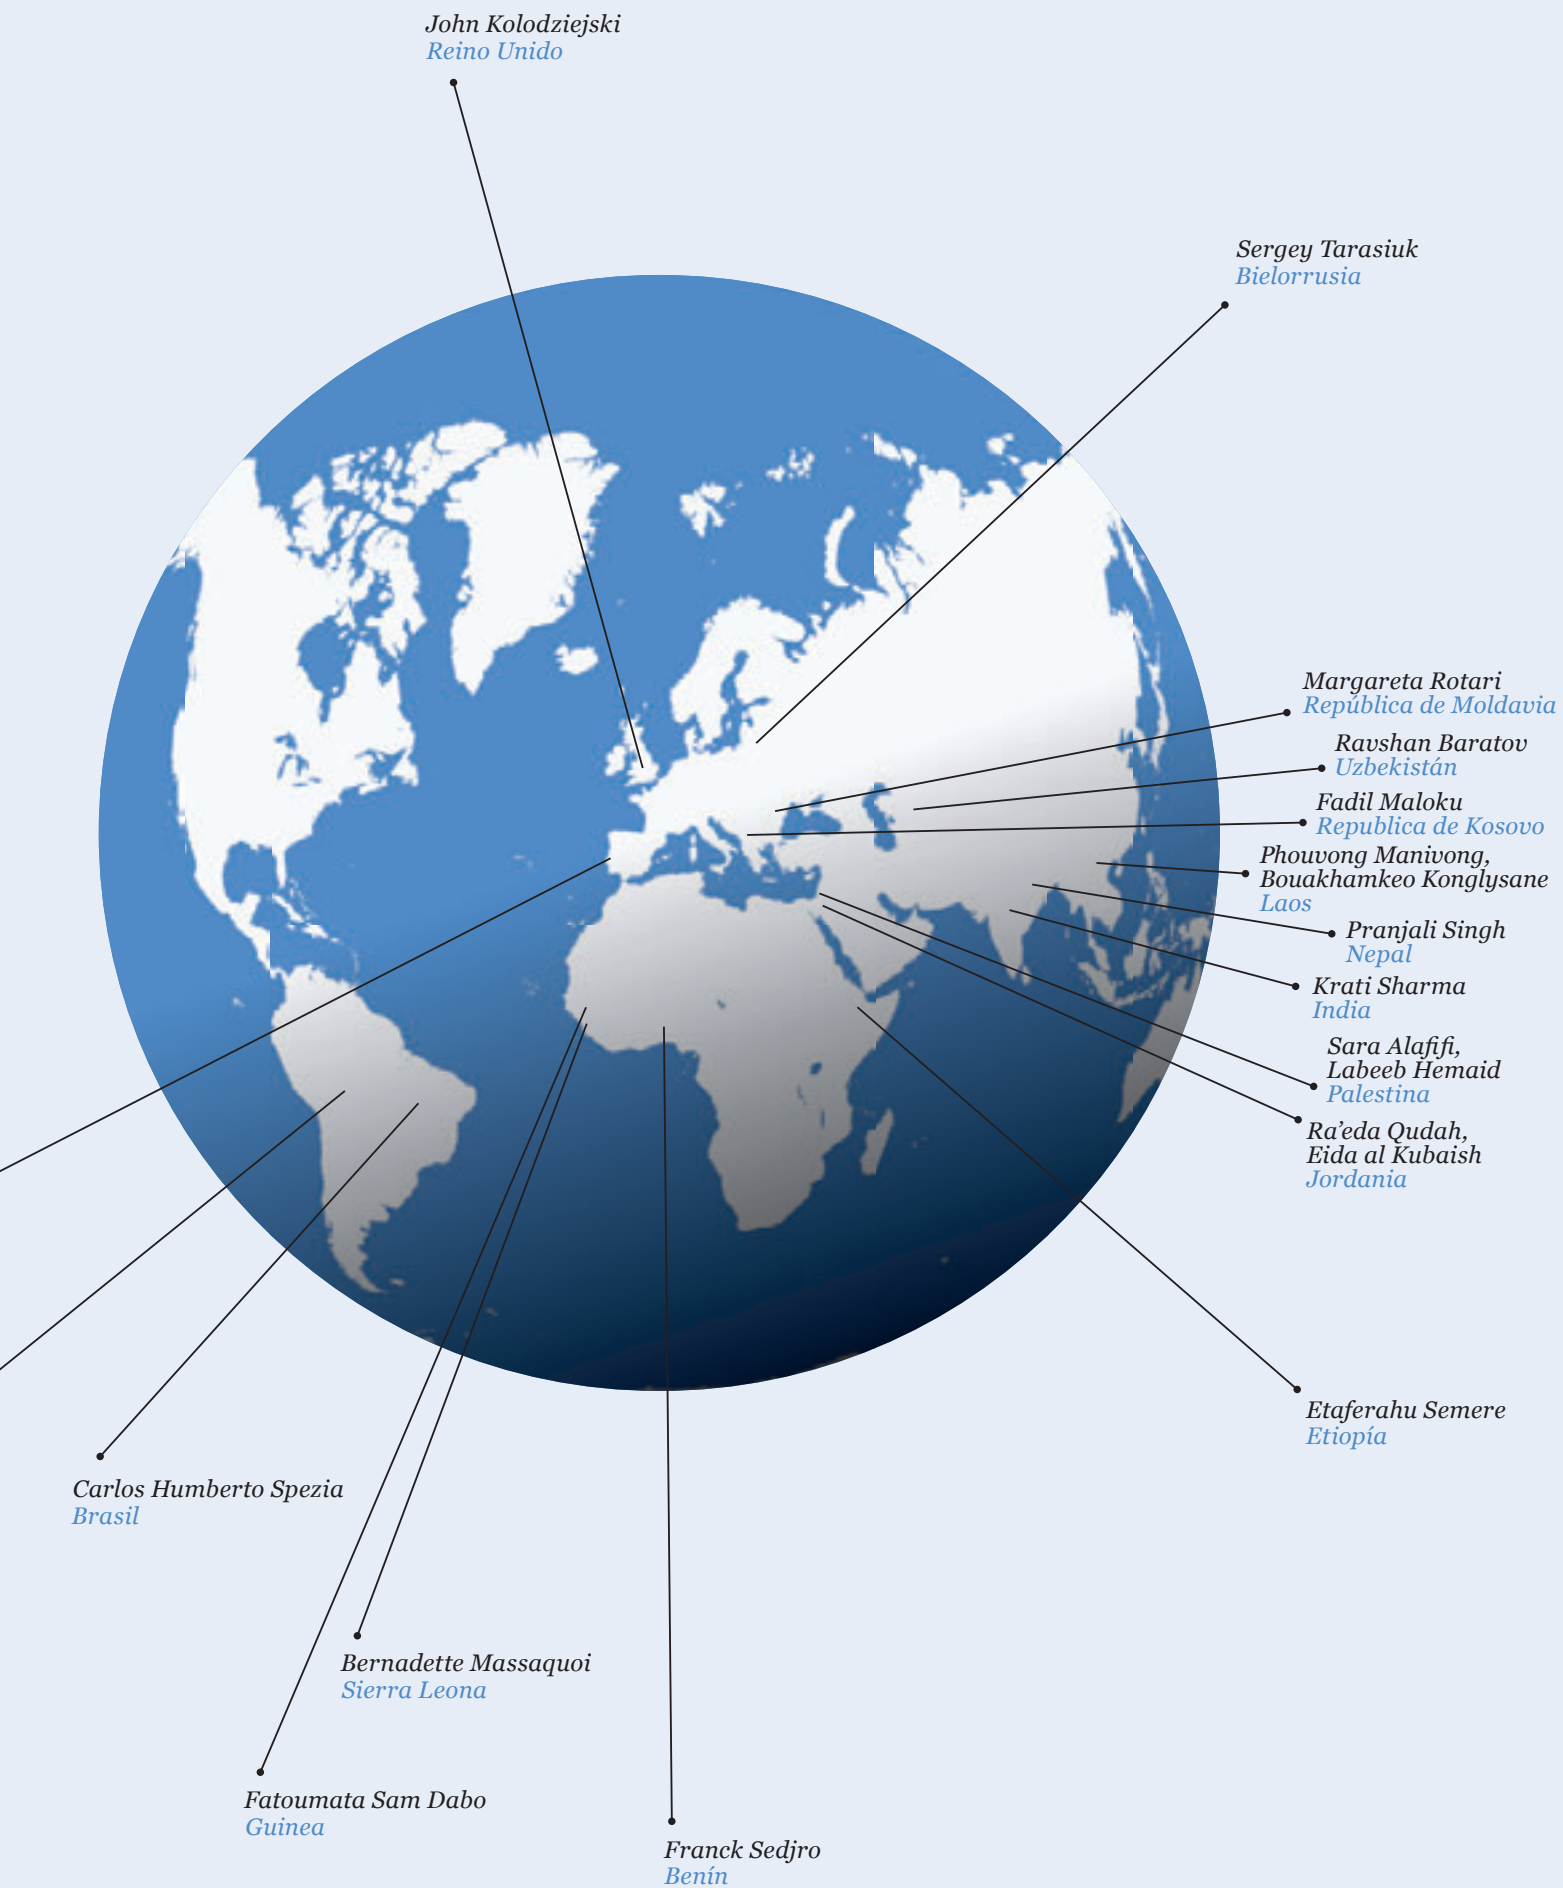 John Kolodziejski
Reino Unido
Sergey Tarasiuk
Bielorrusia
Margareta Rotari
República de Moldavia
Ravshan Baratov
Uzbekistán
Fadil Maloku
Republica de Kosovo
Phouvong Manivong,
Bouakhamkeo Konglysane
Laos
Pranjali Singh
Nepal
Krati Sharma
India
Sara Alafifi,
Labeeb Hemaid
Palestina
Ra’eda Qudah,
Eida al Kubaish
Jordania
Etaferahu Semere
Etiopía
Carlos Humberto Spezia
Brasil
Bernadette Massaquoi
Sierra Leona
Fatoumata Sam Dabo
Guinea
Franck Sedjro
Benín